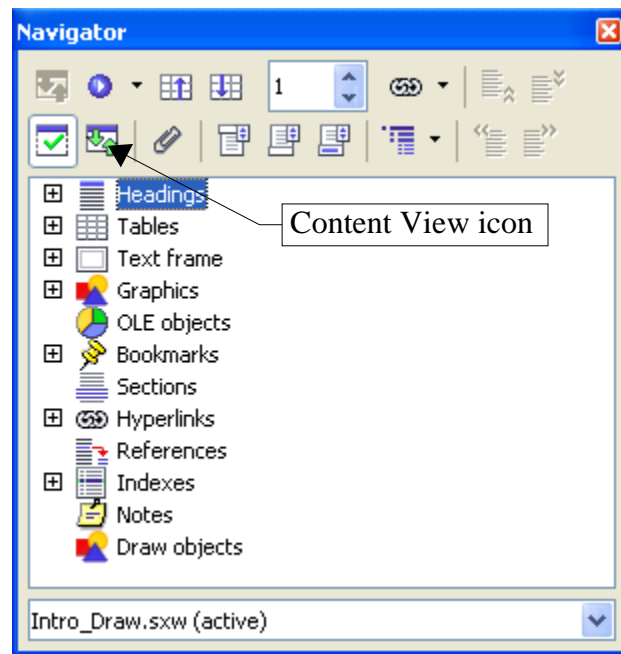 Navigator
1
Headings
Tables
Content View icon
Text frame
Graphics
OLE objects
Bookmarks
Sections
Hyperlinks
References
Indexes
Notes
Draw objects
Intro_Draw.sxw (active)